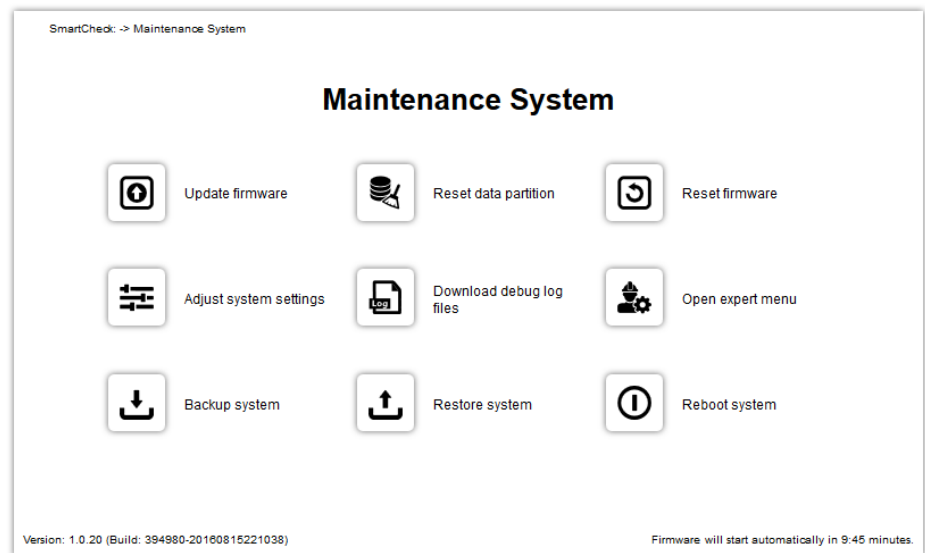 SmartCheck: -> Maintenance System
Maintenance System
Update firmware
Reset data partition
Reset firmware
Adjust system settings
Download debug log
files
Log
Open expert menu
Backup system
Restore system
Reboot system
Version: 1.0.20 (Build: 394980-20160815221038)
Firmware will start automatically in 9:45 minutes.